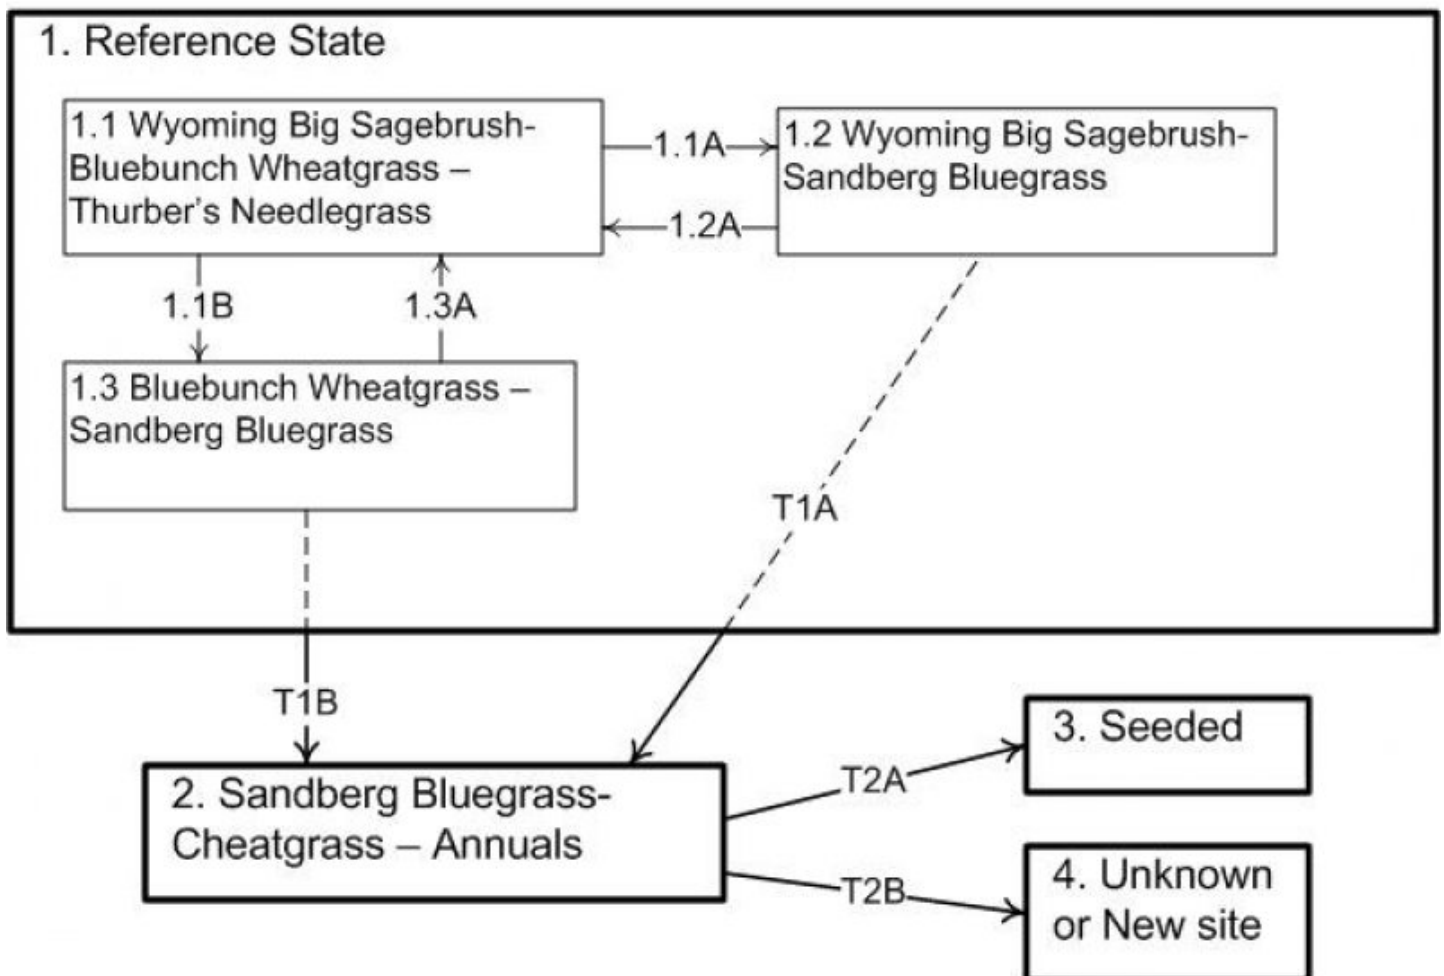 1. Reference State
1.1 Wyoming Big Sagebrush-
Bluebunch Wheatgrass –
Thurber's Needlegrass
1.1A
1.2 Wyoming Big Sagebrush-
Sandberg Bluegrass
1.2A
1.1B
1.3A
1.3 Bluebunch Wheatgrass –
Sandberg Bluegrass
T1A
T1B
2. Sandberg Bluegrass-
Cheatgrass – Annuals
T2A
3. Seeded
T2B
4. Unknown
or New site